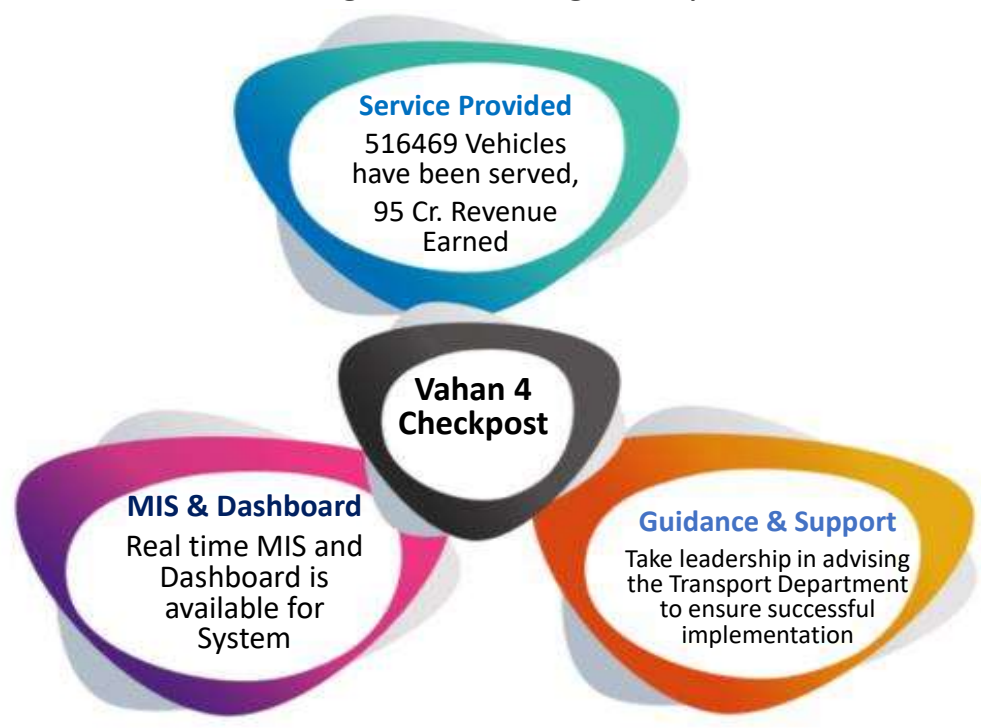 Service Provided
516469 Vehicles
have been served,
95 Cr. Revenue
Earned
Vahan 4
Checkpost
MIS & Dashboard
Real time MIS and
Dashboard is
available for
System
Guidance & Support
Take leadership in advising
the Transport Department
to ensure successful
implementation